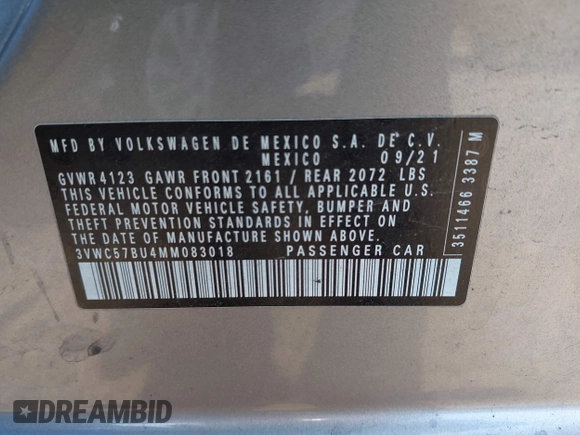 MFD BY VOLKSWAGEN DE MEXICO S.A. DE C.V.
MEXICO 09/21
GVWR 4123 GAWR FRONT 2161 / REAR 2072 LBS
THIS VEHICLE CONFORMS TO ALL APPLICABLE U.S.
FEDERAL MOTOR VEHICLE SAFETY, BUMPER AND
THEFT PREVENTION STANDARDS IN EFFECT ON
THE DATE OF MANUFACTURE SHOWN ABOVE.
3VWC57BU4MM083018 PASSENGER CAR
3511466 3387 M
DREAMBID